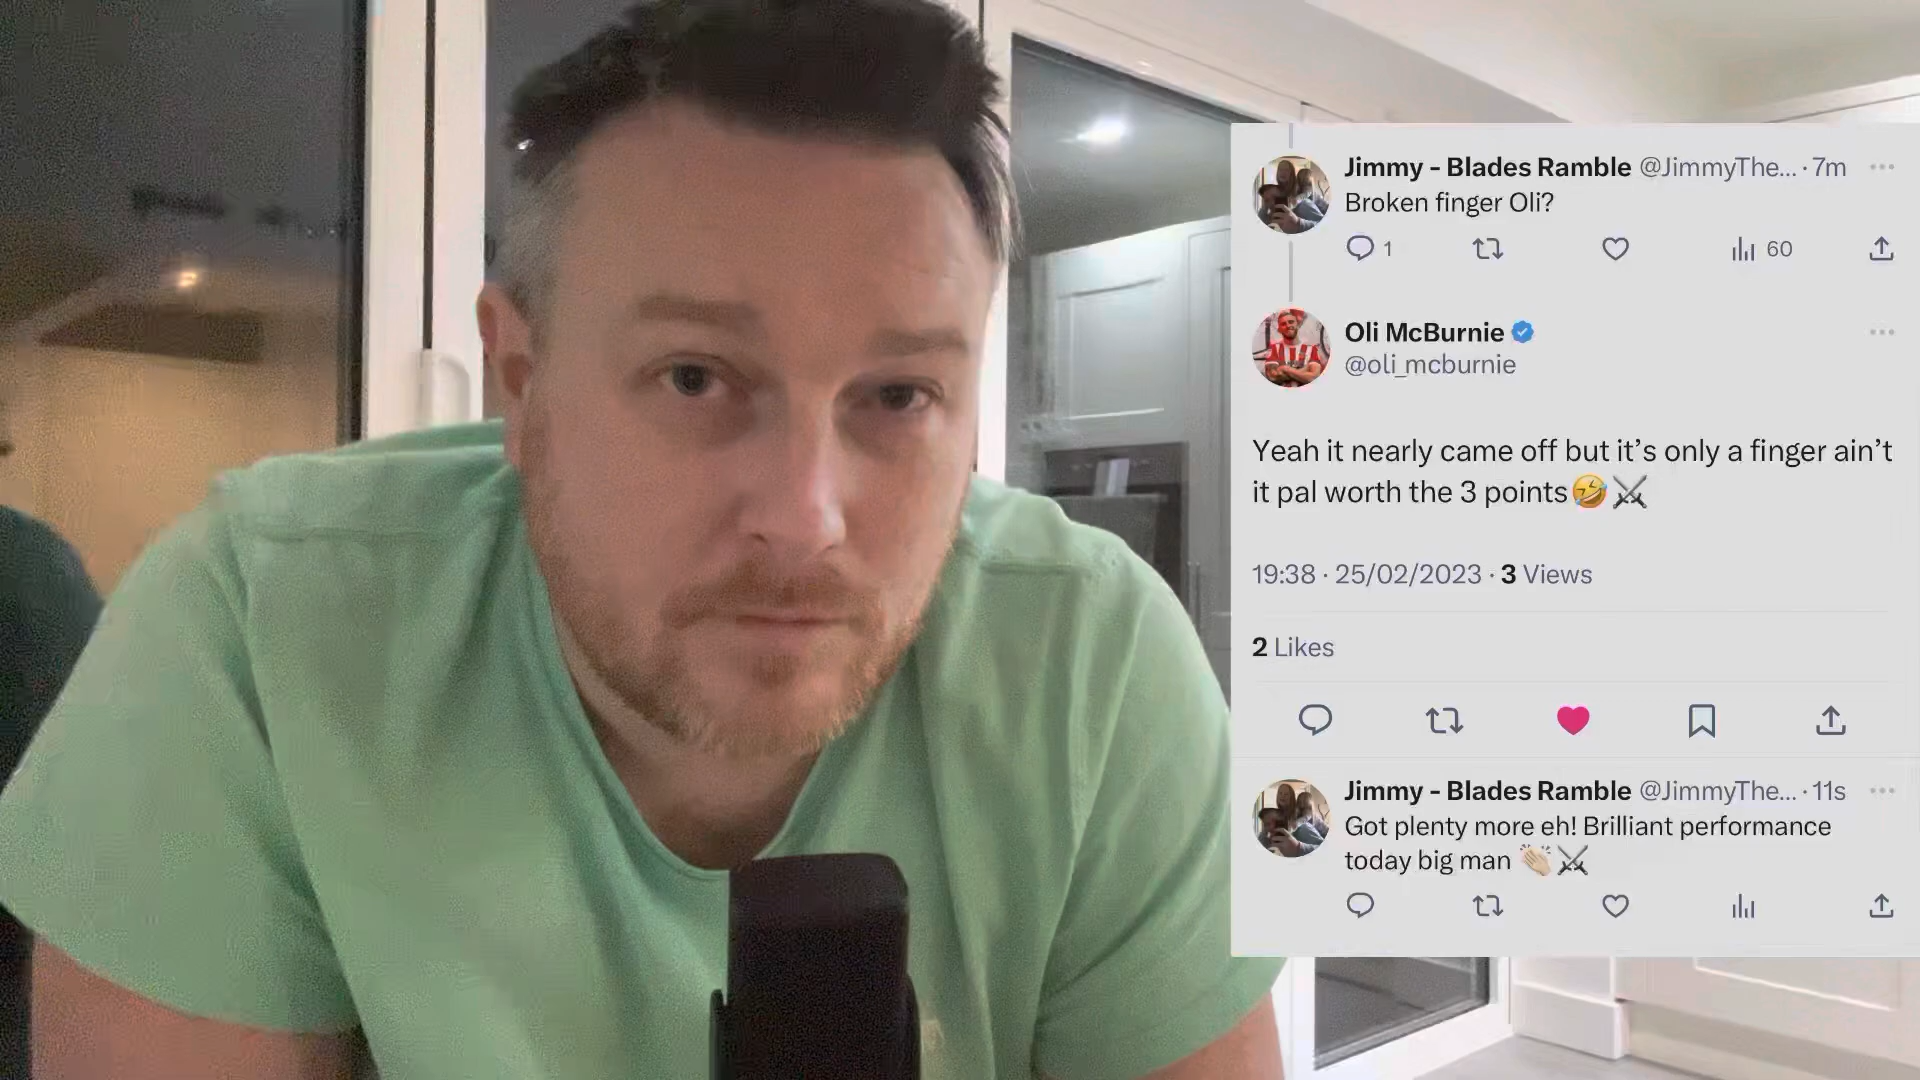 Jimmy - Blades Ramble @JimmyThe... · 7m
Broken finger Oli?
1 60
Oli McBurnie
@oli_mcburnie
Yeah it nearly came off but it’s only a finger ain’t
it pal worth the 3 points🤣⚔
19:38 · 25/02/2023 · 3 Views
2 Likes
Jimmy - Blades Ramble @JimmyThe... · 11s
Got plenty more eh! Brilliant performance
today big man 👏🏼⚔